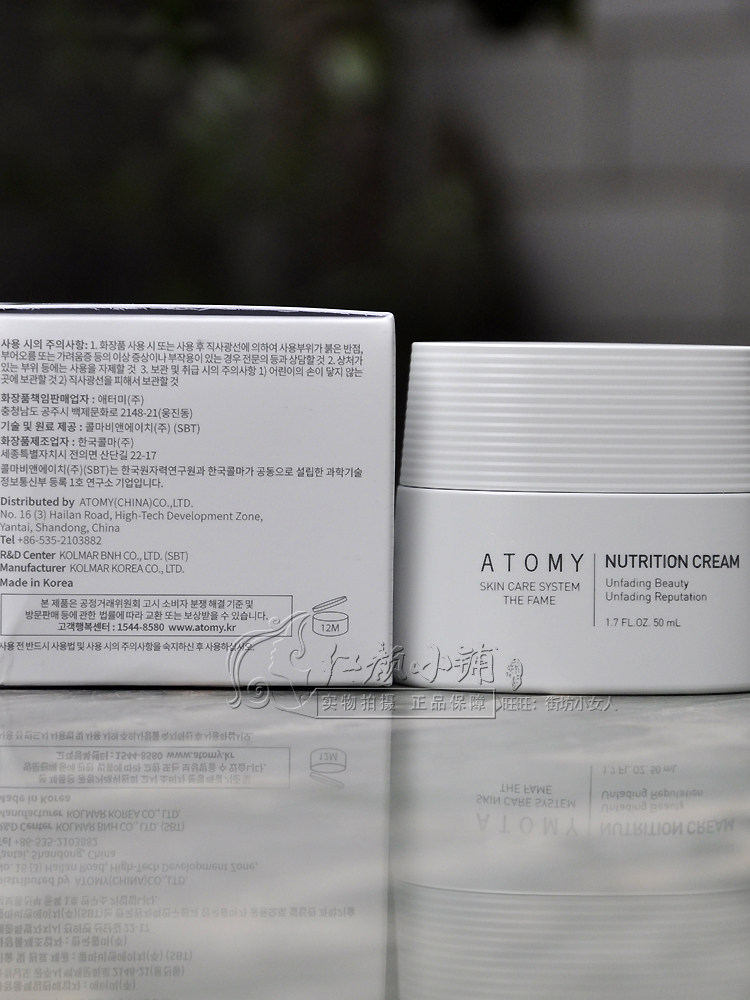 사용 시의 주의사항: 1. 화장품 사용 시 또는 사용 후 직사광선에 의하여 사용부위가 붉은 반점,
부어오름 또는 가려움증 등의 이상 증상이나 부작용이 있는 경우 전문의 등과 상담할 것 2. 상처가
있는 부위 등에는 사용을 자제할 것 3. 보관 및 취급 시의 주의사항 1) 어린이의 손이 닿지 않는
곳에 보관할 것 2) 직사광선을 피해서 보관할 것
화장품책임판매업자 : 애터미(주)
충청남도 공주시 백제문화로 2148-21(웅진동)
기술 및 원료 제공 : 콜마비앤에이치(주) (SBT)
화장품제조업자 : 한국콜마(주)
세종특별자치시 전의면 산단길 22-17
콜마비앤에이치(주)(SBT)는 한국원자력연구원과 한국콜마가 공동으로 설립한 과학기술
정보통신부 등록 1호 연구소 기업입니다.
Distributed by ATOMY(CHINA)CO.,LTD.
No. 16 (3) Hailan Road, High-Tech Development Zone,
Yantai, Shandong, China
Tel +86-535-2103882
R&D Center KOLMAR BNH CO., LTD. (SBT)
Manufacturer KOLMAR KOREA CO., LTD.
Made in Korea
본 제품은 공정거래위원회 고시 소비자 분쟁 해결 기준 및
방문판매 등에 관한 법률에 따라 교환 또는 보상받을 수 있습니다.
고객행복센터 : 1544-8580 www.atomy.kr
12M
사용 전 반드시 사용법 및 사용 시의 주의사항을 숙지하신 후 사용하십시오.
ATOMY
SKIN CARE SYSTEM
THE FAME
NUTRITION CREAM
Unfading Beauty
Unfading Reputation
1.7 FL.OZ. 50 mL
红颜小铺
实物拍摄 正品保障 旺旺：街坊小女人